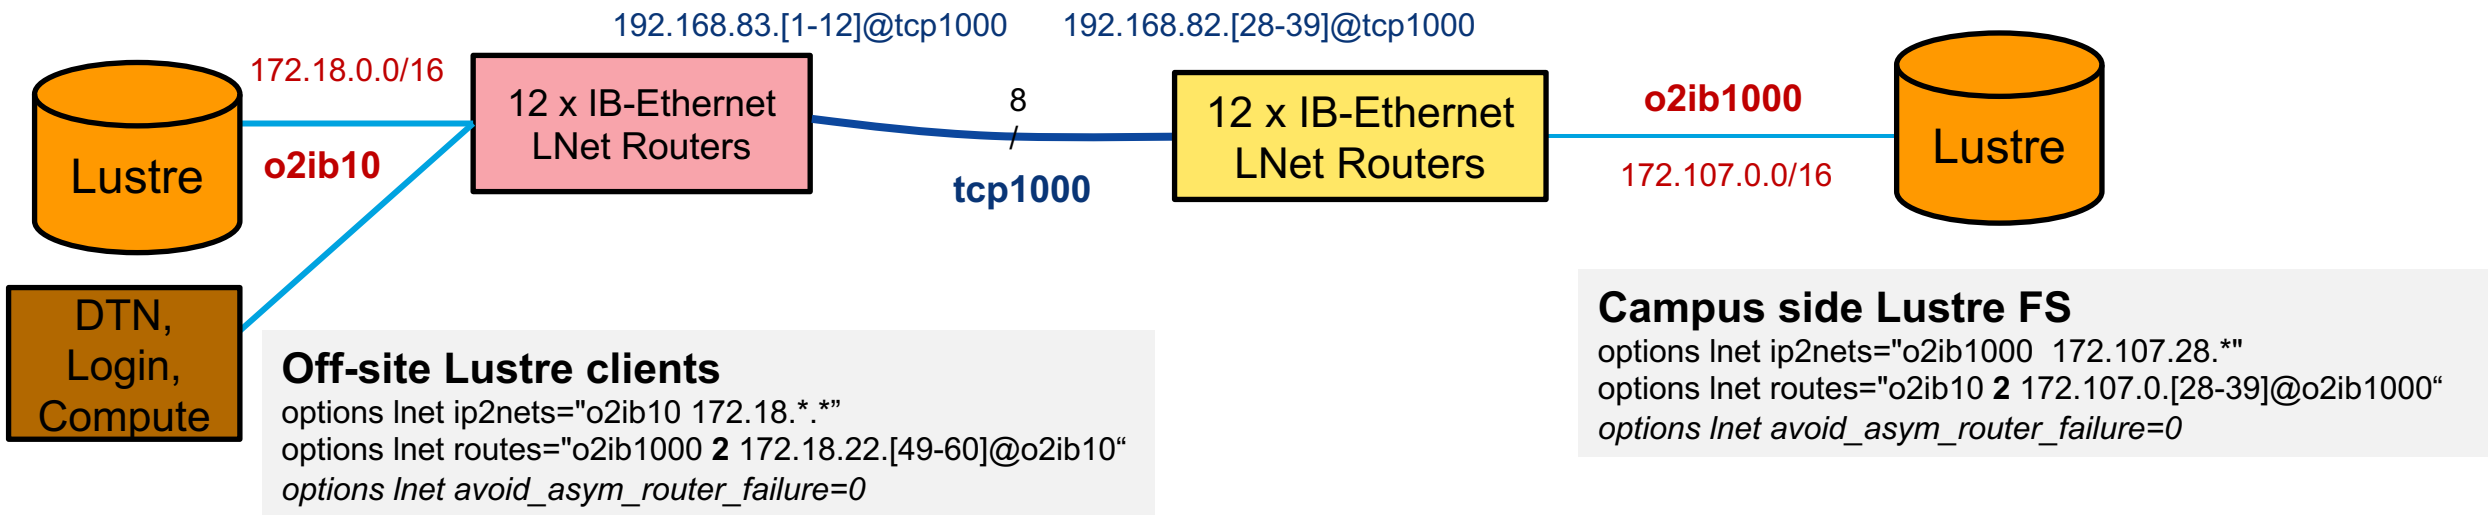 192.168.83.[1-12]@tcp1000
192.168.82.[28-39]@tcp1000
172.18.0.0/16
Lustre
o2ib10
12 x IB-Ethernet
LNet Routers
8
/
tcp1000
12 x IB-Ethernet
LNet Routers
o2ib1000
172.107.0.0/16
Lustre
DTN,
Login,
Compute
Off-site Lustre clients
options lnet ip2nets="o2ib10 172.18.*.*”
options lnet routes="o2ib1000 2 172.18.22.[49-60]@o2ib10“
options lnet avoid_asym_router_failure=0
Campus side Lustre FS
options lnet ip2nets="o2ib1000  172.107.28.*"
options lnet routes="o2ib10 2 172.107.0.[28-39]@o2ib1000“
options lnet avoid_asym_router_failure=0